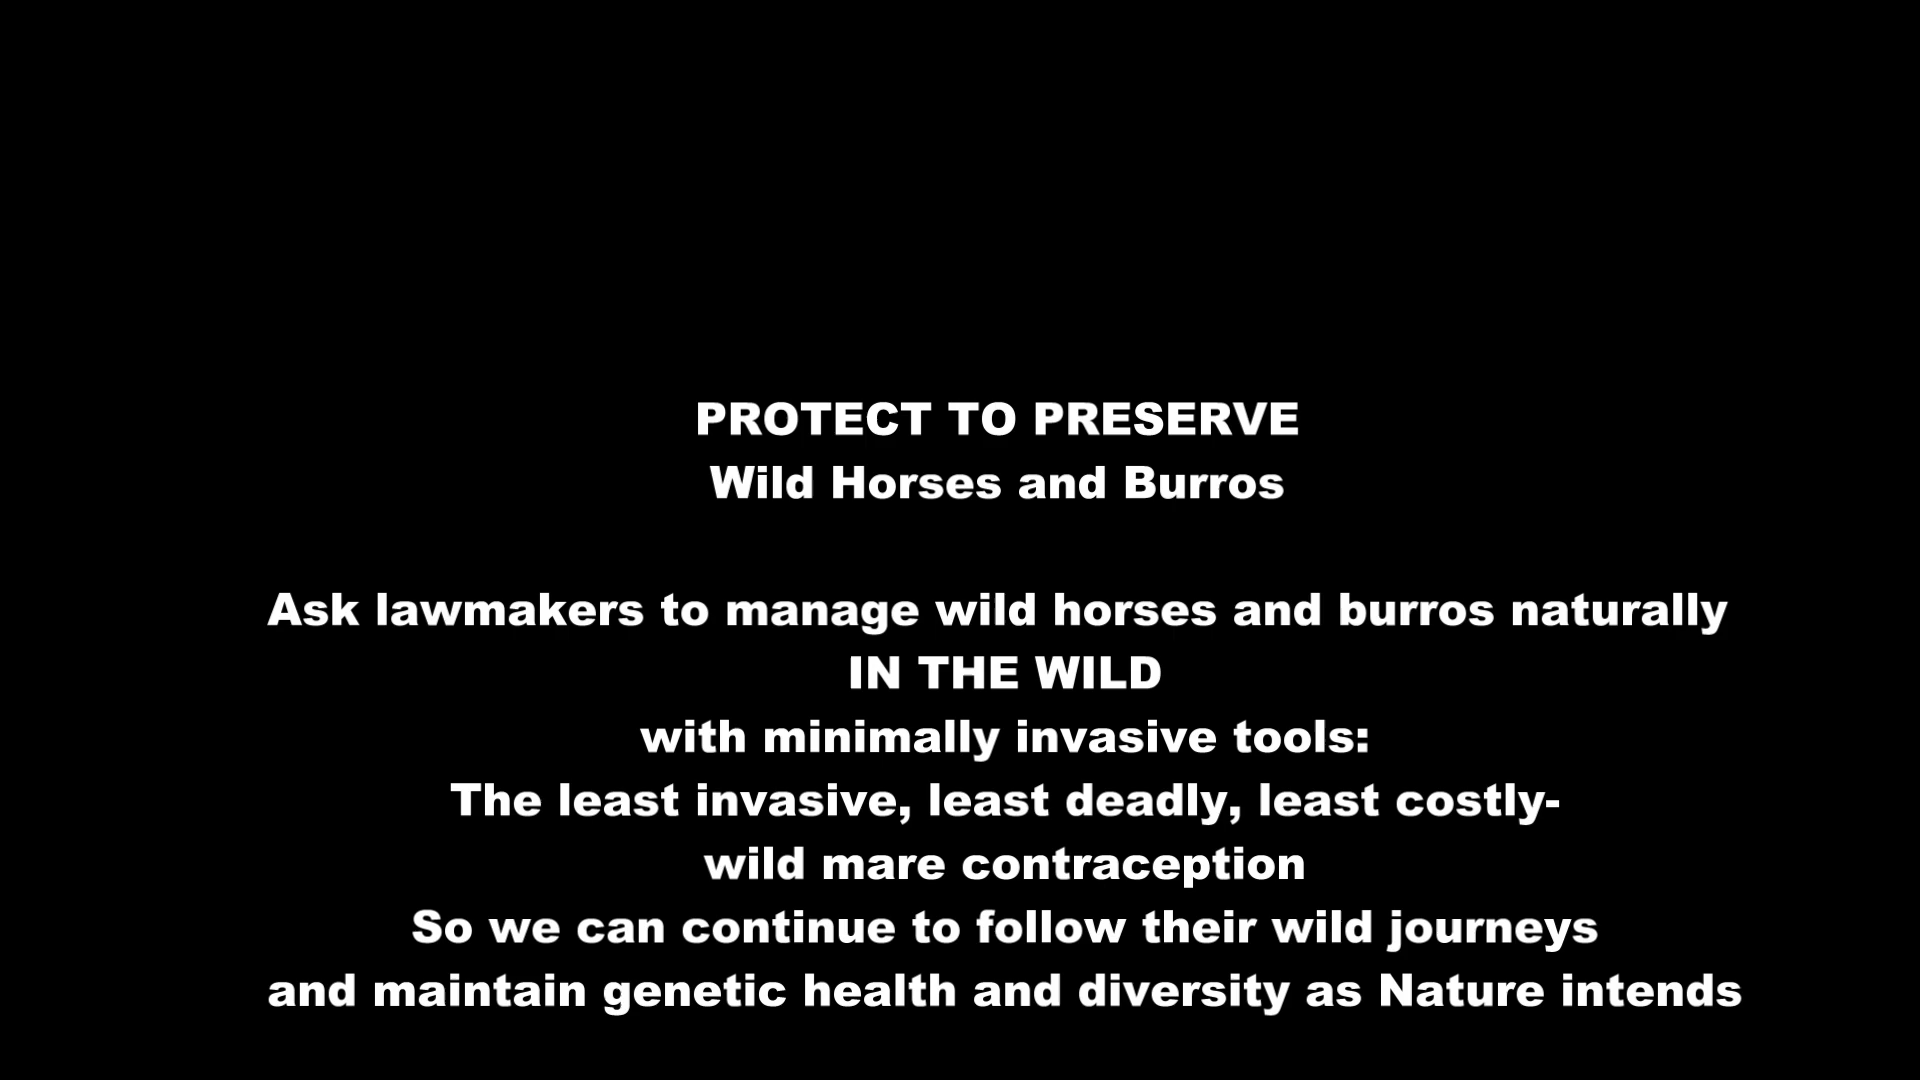 PROTECT TO PRESERVE
Wild Horses and Burros
Ask lawmakers to manage wild horses and burros naturally
IN THE WILD
with minimally invasive tools:
The least invasive, least deadly, least costly-
wild mare contraception
So we can continue to follow their wild journeys
and maintain genetic health and diversity as Nature intends